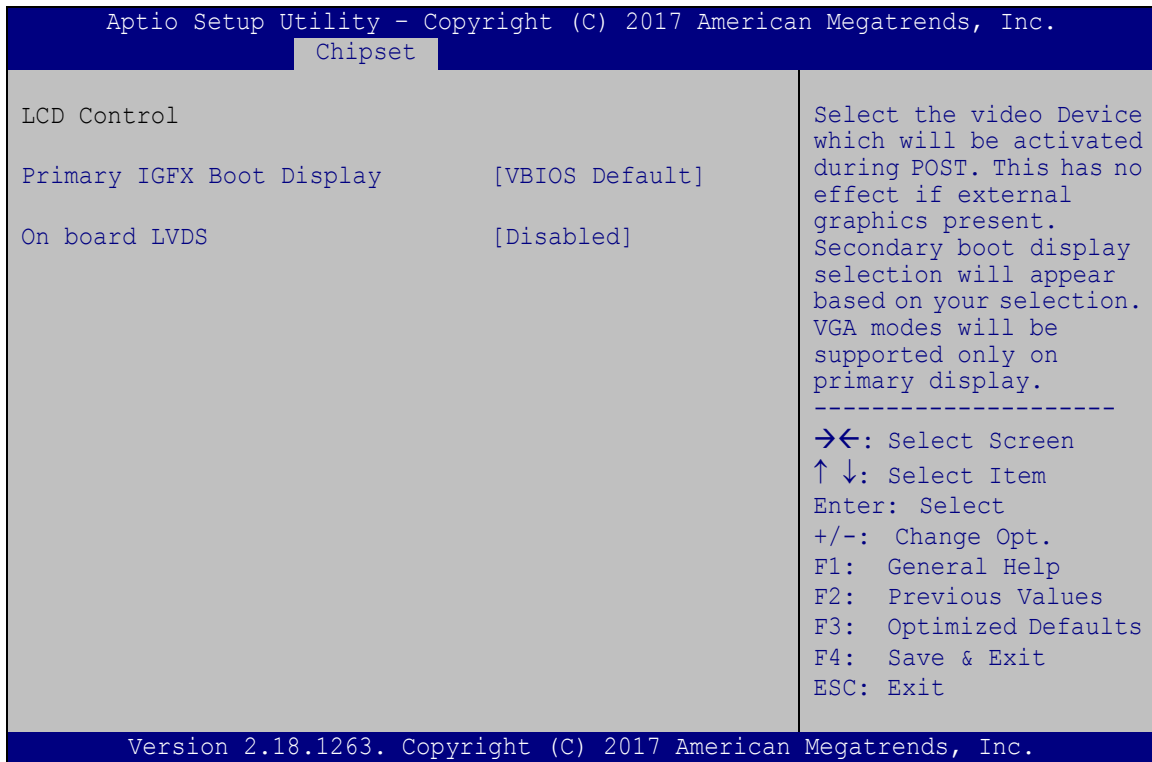 Aptio Setup Utility – Copyright (C) 2017 American Megatrends, Inc.
Chipset
LCD Control
Primary IGFX Boot Display [VBIOS Default]
On board LVDS [Disabled]
Select the video Device
which will be activated
during POST. This has no
effect if external
graphics present.
Secondary boot display
selection will appear
based on your selection.
VGA modes will be
supported only on
primary display.
---------------------
→←: Select Screen
↑ ↓: Select Item
Enter: Select
+/-: Change Opt.
F1: General Help
F2: Previous Values
F3: Optimized Defaults
F4: Save & Exit
ESC: Exit
Version 2.18.1263. Copyright (C) 2017 American Megatrends, Inc.